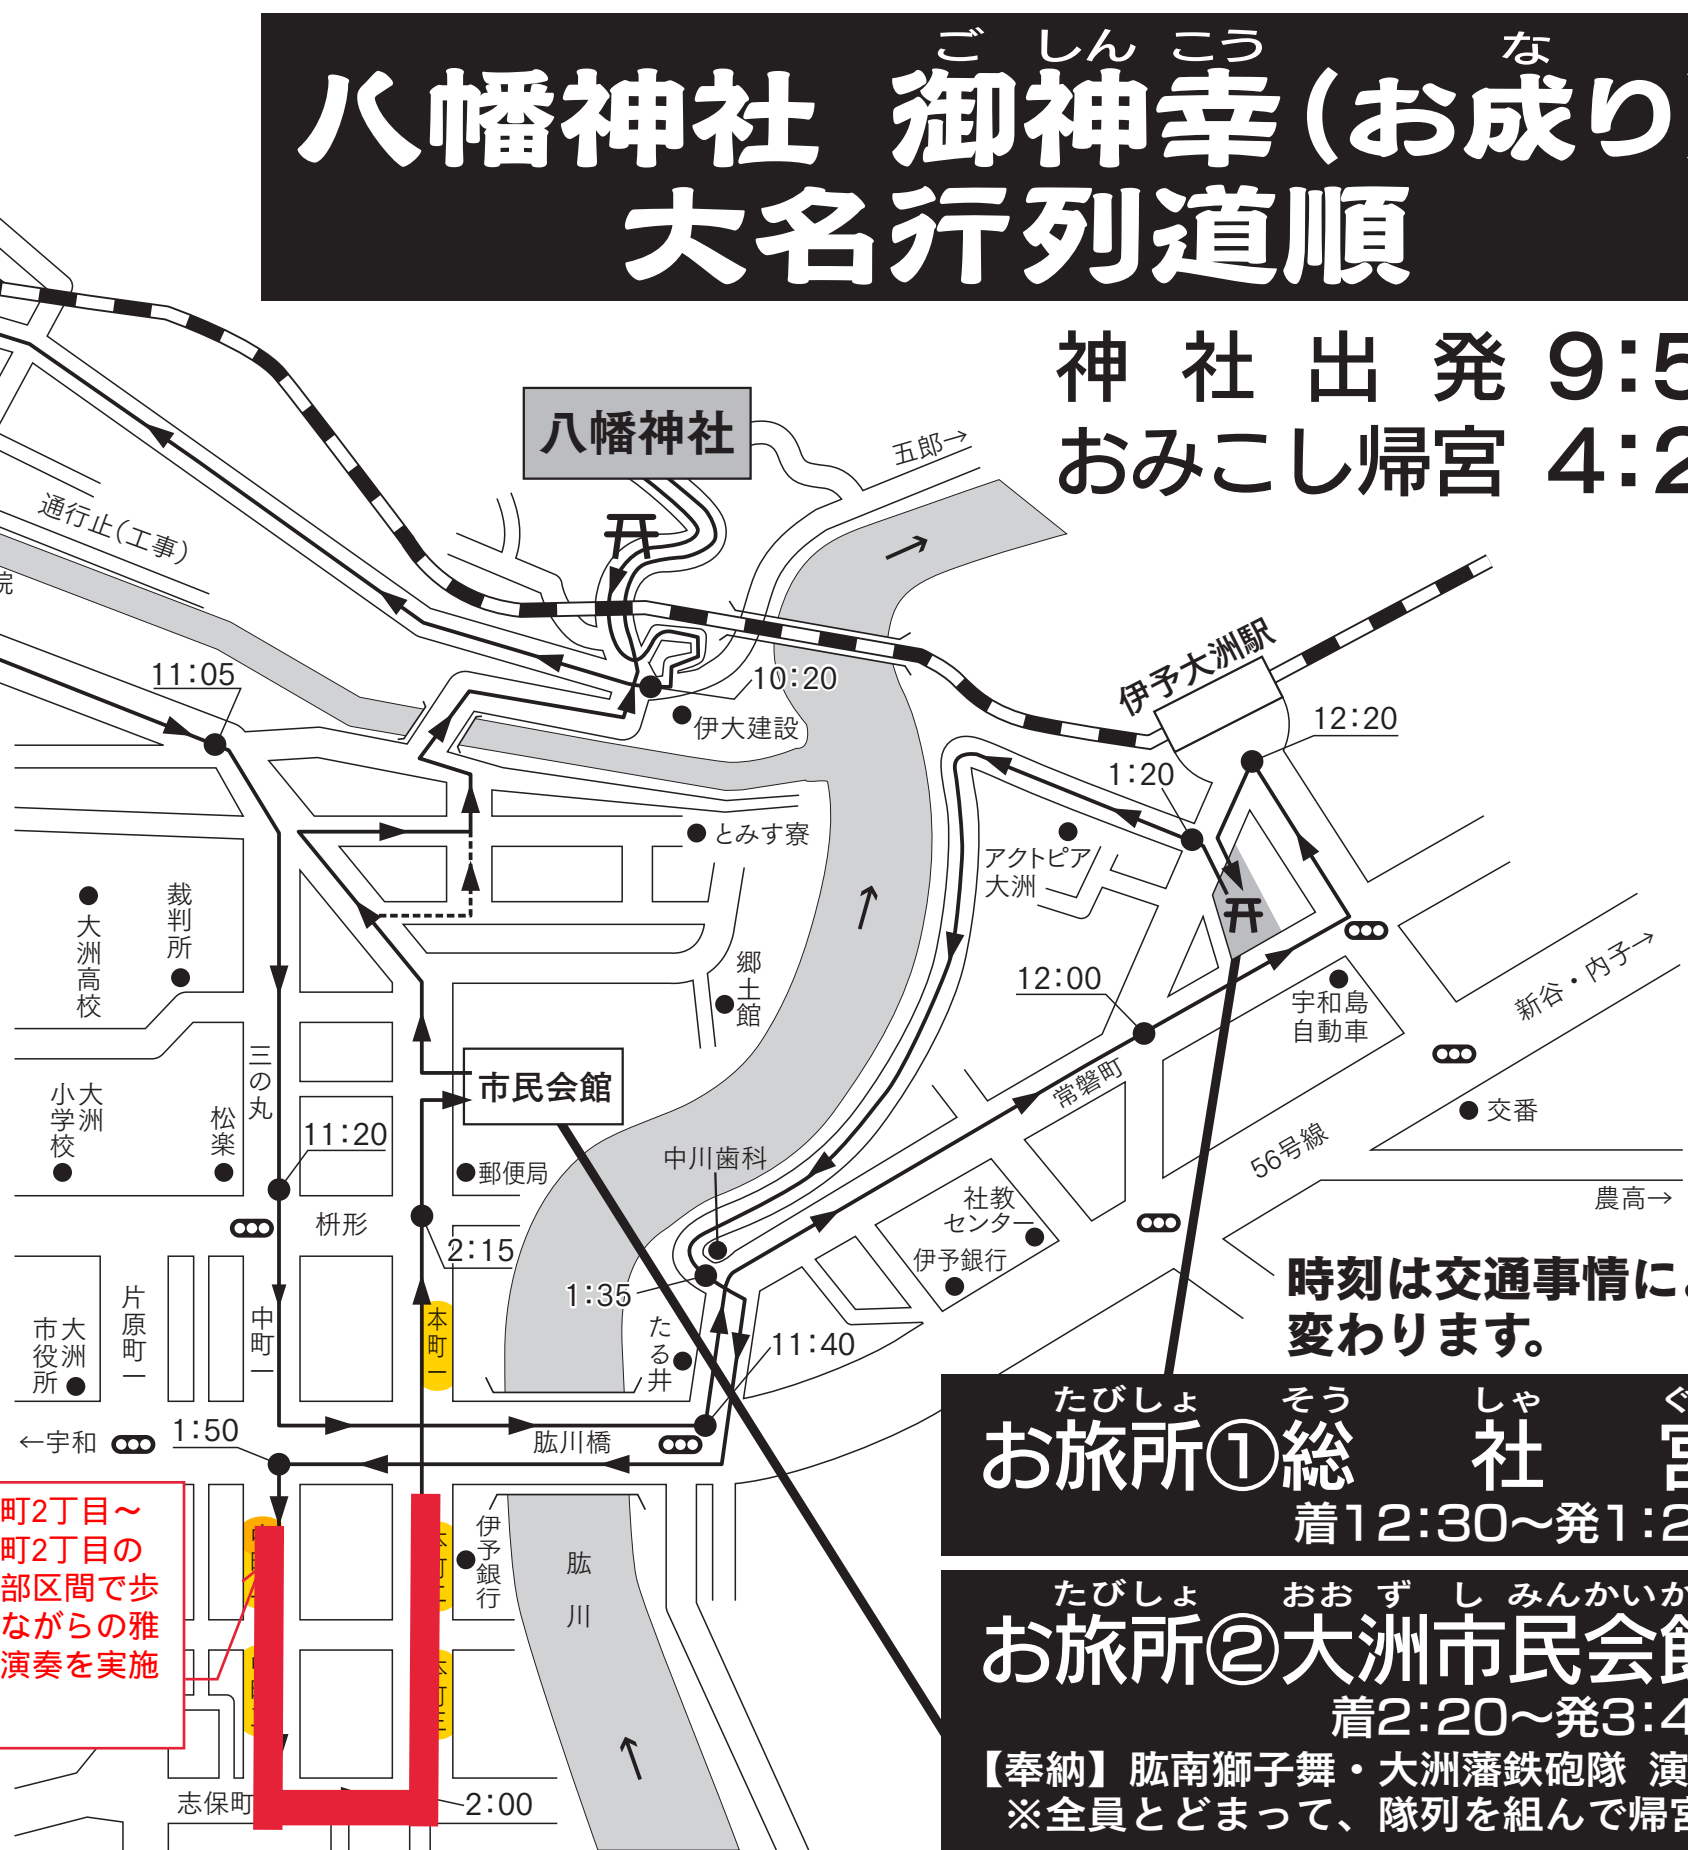 ご しん こう な
八幡神社 御神幸(お成り)
大名行列道順
神社出発 9:5
おみこし帰宮 4:2
八幡神社
五郎→
通行止(工事)
院
11:05
10:20
伊大建設
伊予大洲駅
12:20
1:20
とみす寮
アクトピア
大洲
裁判所
大洲高校
郷土館
12:00
宇和島
自動車
新谷・内子→
市民会館
三の丸
常磐町
大洲
小学校
松楽
11:20
交番
中川歯科
郵便局
56号線
社教
センター
農高→
枡形
2:15
伊予銀行
1:35
時刻は交通事情に
変わります。
片原町一
中町一
本町一
大洲
市役所
たる井
11:40
←宇和
1:50
肱川橋
たびしょ そう しゃ ぐ
お旅所①総社宮
着12:30〜発1:2
町2丁目〜
町2丁目の
部区間で歩
ながらの雅
演奏を実施
伊予銀行
肱川
たびしょ おお ず し みんかいか
お旅所②大洲市民会館
着2:20〜発3:4
【奉納】肱南獅子舞・大洲藩鉄砲隊 演
※全員とどまって、隊列を組んで帰宮
志保町
2:00